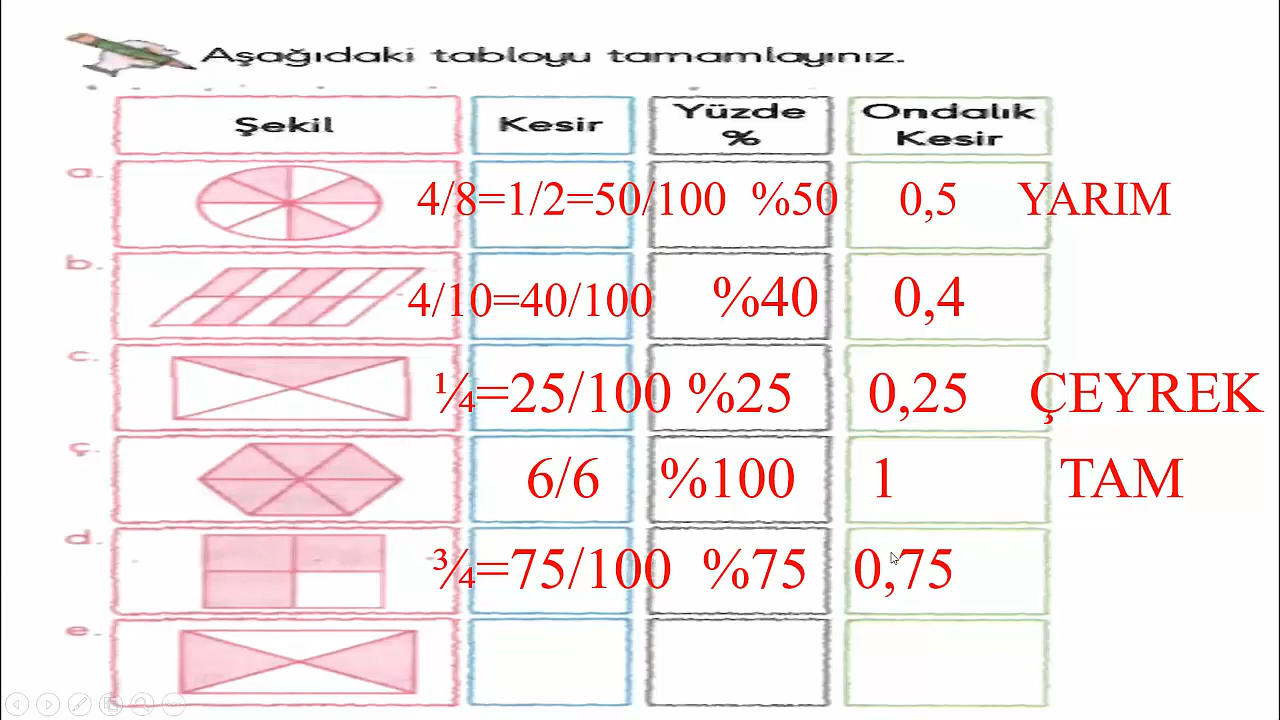 Aşağıdaki tabloyu tamamlayınız.
Şekil Kesir Yüzde % Ondalık Kesir
a. 4/8=1/2=50/100 %50 0,5 YARIM
b. 4/10=40/100 %40 0,4
c. ¼=25/100 %25 0,25 ÇEYREK
ç. 6/6 %100 1 TAM
d. ¾=75/100 %75 0,75
e.